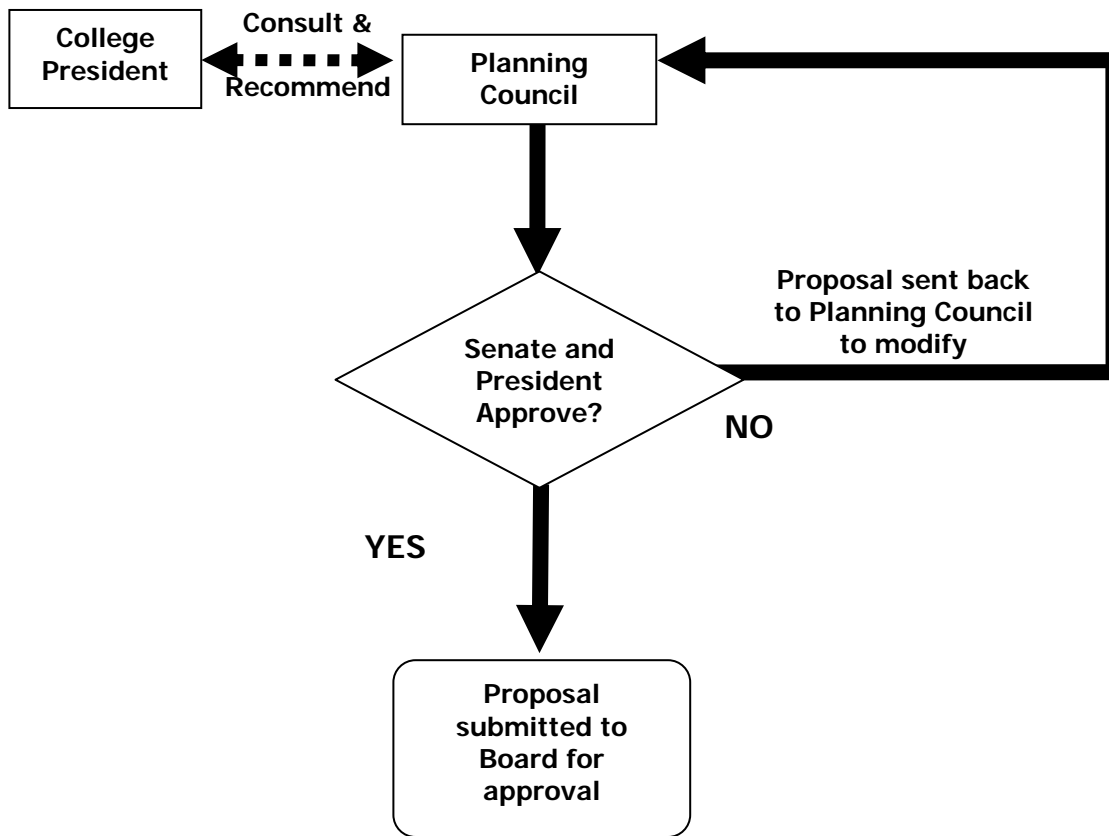 College
President
Consult &
Recommend
Planning
Council
Senate and
President
Approve?
Proposal sent back
to Planning Council
to modify
NO
YES
Proposal
submitted to
Board for
approval